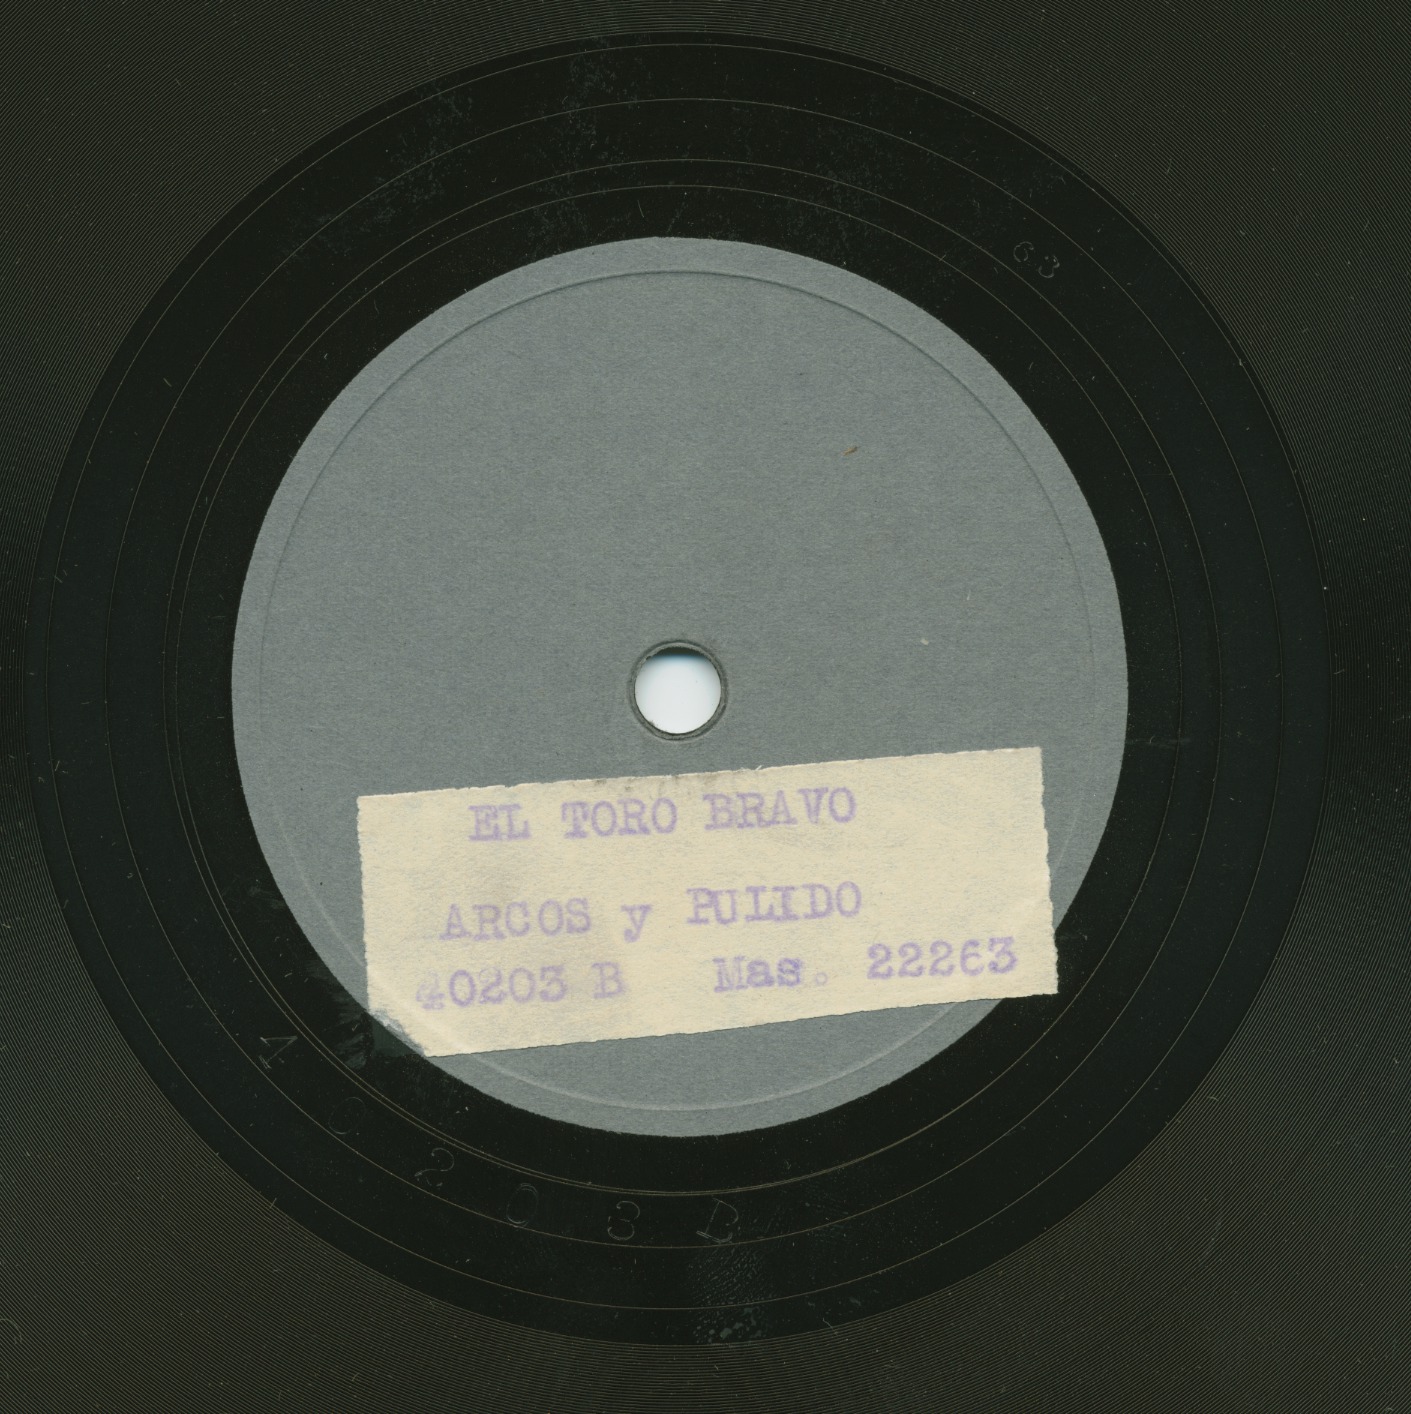 63
EL TORO BRAVO
ARCOS y PULIDO
40203 B Mas. 22263
40203 B